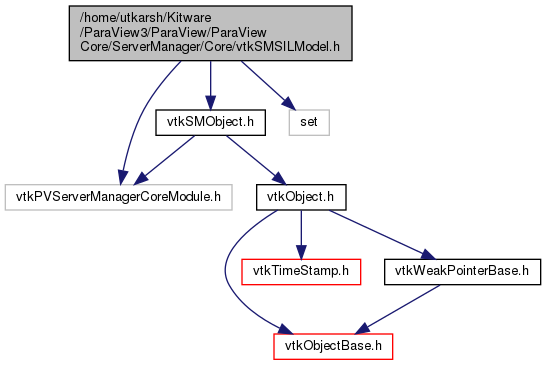 /home/utkarsh/Kitware
/ParaView3/ParaView/ParaView
Core/ServerManager/Core/vtkSMSILModel.h
vtkSMObject.h
set
vtkPVServerManagerCoreModule.h
vtkObject.h
vtkTimeStamp.h
vtkWeakPointerBase.h
vtkObjectBase.h